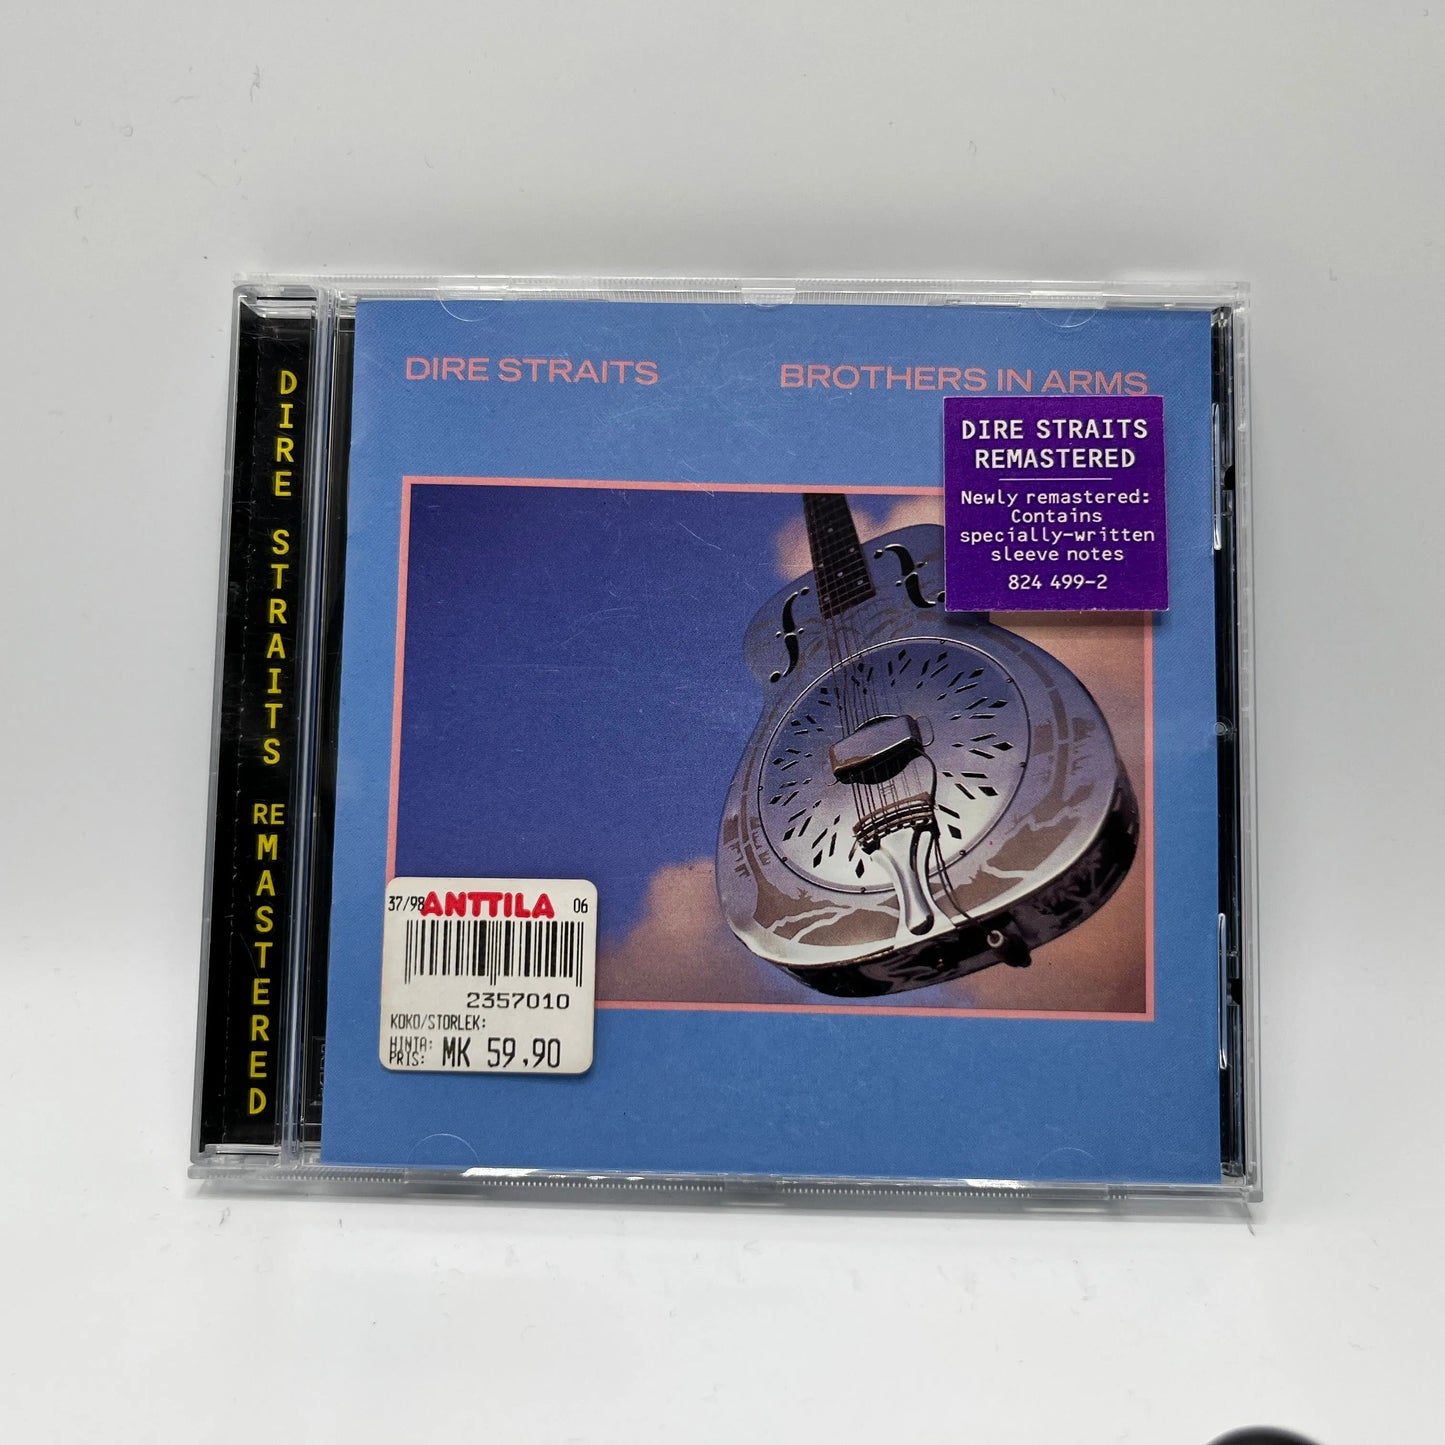 DIRE STRAITS REMASTERED
DIRE STRAITS
BROTHERS IN ARMS
DIRE STRAITS
REMASTERED
Newly remastered:
Contains
specially-written
sleeve notes
824 499-2
37/98 ANTTILA 06
2357010
KOKO/STORLEK:
HINTA:
PRIS: MK 59,90